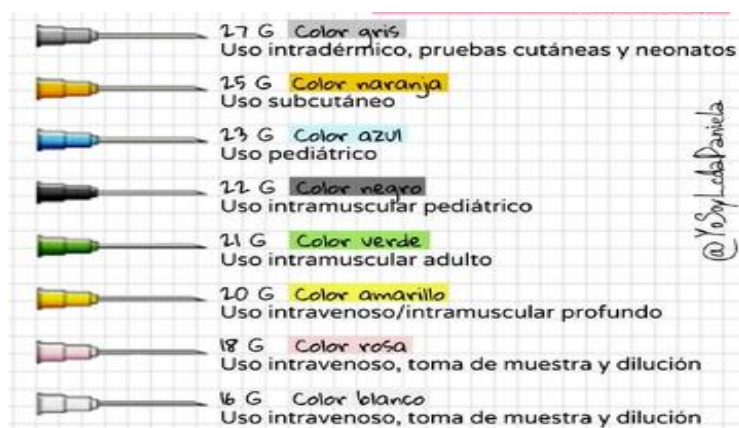 27 G Color gris
Uso intradérmico, pruebas cutáneas y neonatos
25 G Color naranja
Uso subcutáneo
23 G Color azul
Uso pediátrico
22 G Color negro
Uso intramuscular pediátrico
21 G Color verde
Uso intramuscular adulto
20 G Color amarillo
Uso intravenoso/intramuscular profundo
18 G Color rosa
Uso intravenoso, toma de muestra y dilución
16 G Color blanco
Uso intravenoso, toma de muestra y dilución
@YoSoyLcdaDaniela